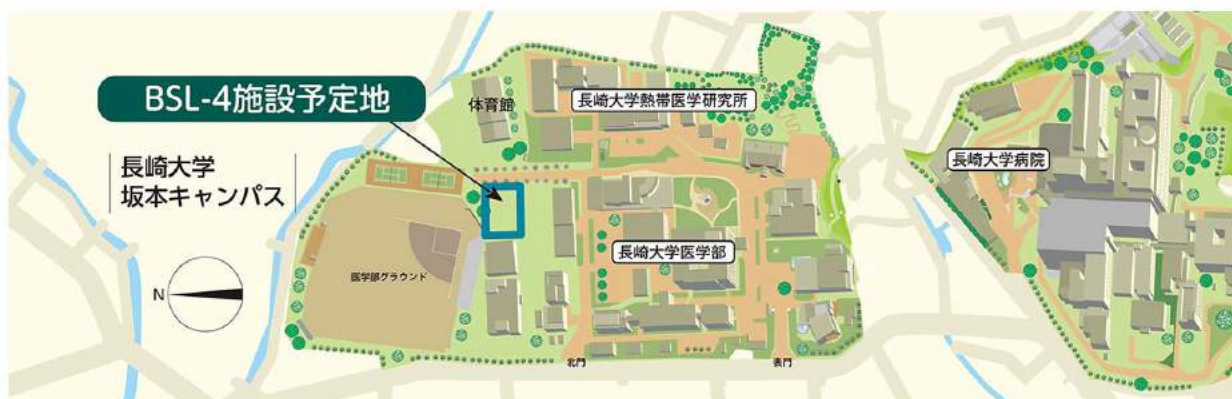 BSL-4施設予定地
長崎大学
坂本キャンパス
体育館
長崎大学熱帯医学研究所
長崎大学病院
長崎大学医学部
医学部グラウンド
N
北門
表門